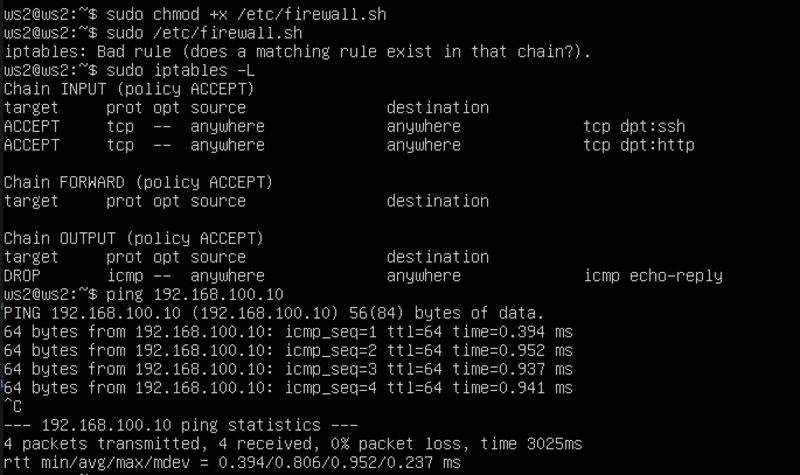 ws2@ws2:~$ sudo chmod +x /etc/firewall.sh
ws2@ws2:~$ sudo /etc/firewall.sh
iptables: Bad rule (does a matching rule exist in that chain?).
ws2@ws2:~$ sudo iptables -L
Chain INPUT (policy ACCEPT)
target     prot opt source               destination
ACCEPT     tcp  --  anywhere             anywhere             tcp dpt:ssh
ACCEPT     tcp  --  anywhere             anywhere             tcp dpt:http

Chain FORWARD (policy ACCEPT)
target     prot opt source               destination

Chain OUTPUT (policy ACCEPT)
target     prot opt source               destination
DROP       icmp --  anywhere             anywhere             icmp echo-reply
ws2@ws2:~$ ping 192.168.100.10
PING 192.168.100.10 (192.168.100.10) 56(84) bytes of data.
64 bytes from 192.168.100.10: icmp_seq=1 ttl=64 time=0.394 ms
64 bytes from 192.168.100.10: icmp_seq=2 ttl=64 time=0.952 ms
64 bytes from 192.168.100.10: icmp_seq=3 ttl=64 time=0.937 ms
64 bytes from 192.168.100.10: icmp_seq=4 ttl=64 time=0.941 ms
^C
--- 192.168.100.10 ping statistics ---
4 packets transmitted, 4 received, 0% packet loss, time 3025ms
rtt min/avg/max/mdev = 0.394/0.806/0.952/0.237 ms